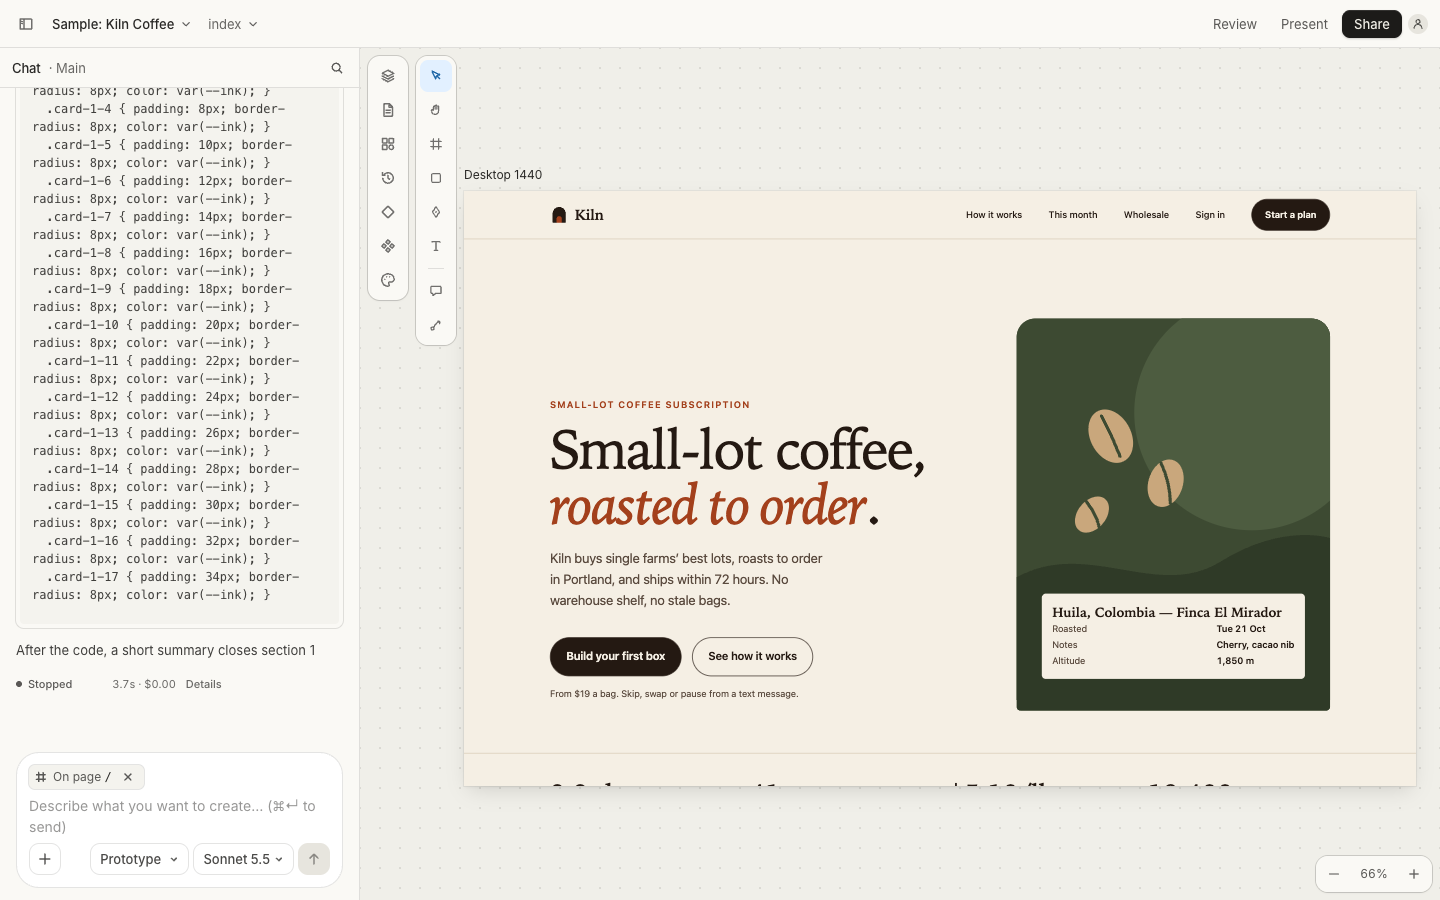 Sample: Kiln Coffee
index
Review
Present
Share
Chat · Main
radius: 8px; color: var(--ink); }
.card-1-4 { padding: 8px; border-
radius: 8px; color: var(--ink); }
.card-1-5 { padding: 10px; border-
radius: 8px; color: var(--ink); }
.card-1-6 { padding: 12px; border-
radius: 8px; color: var(--ink); }
.card-1-7 { padding: 14px; border-
radius: 8px; color: var(--ink); }
.card-1-8 { padding: 16px; border-
radius: 8px; color: var(--ink); }
.card-1-9 { padding: 18px; border-
radius: 8px; color: var(--ink); }
.card-1-10 { padding: 20px; border-
radius: 8px; color: var(--ink); }
.card-1-11 { padding: 22px; border-
radius: 8px; color: var(--ink); }
.card-1-12 { padding: 24px; border-
radius: 8px; color: var(--ink); }
.card-1-13 { padding: 26px; border-
radius: 8px; color: var(--ink); }
.card-1-14 { padding: 28px; border-
radius: 8px; color: var(--ink); }
.card-1-15 { padding: 30px; border-
radius: 8px; color: var(--ink); }
.card-1-16 { padding: 32px; border-
radius: 8px; color: var(--ink); }
.card-1-17 { padding: 34px; border-
radius: 8px; color: var(--ink); }
After the code, a short summary closes section 1
Stopped 3.7s · $0.00 Details
On page /
Describe what you want to create... (⌘↵ to
send)
Prototype
Sonnet 5.5
Desktop 1440
Kiln
How it works
This month
Wholesale
Sign in
Start a plan
SMALL-LOT COFFEE SUBSCRIPTION
Small-lot coffee,
roasted to order.
Kiln buys single farms’ best lots, roasts to order
in Portland, and ships within 72 hours. No
warehouse shelf, no stale bags.
Build your first box
See how it works
From $19 a bag. Skip, swap or pause from a text message.
Huila, Colombia — Finca El Mirador
Roasted Tue 21 Oct
Notes Cherry, cacao nib
Altitude 1,850 m
66%